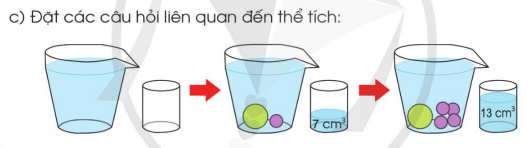 c) Đặt các câu hỏi liên quan đến thể tích:
7 cm³
13 cm³